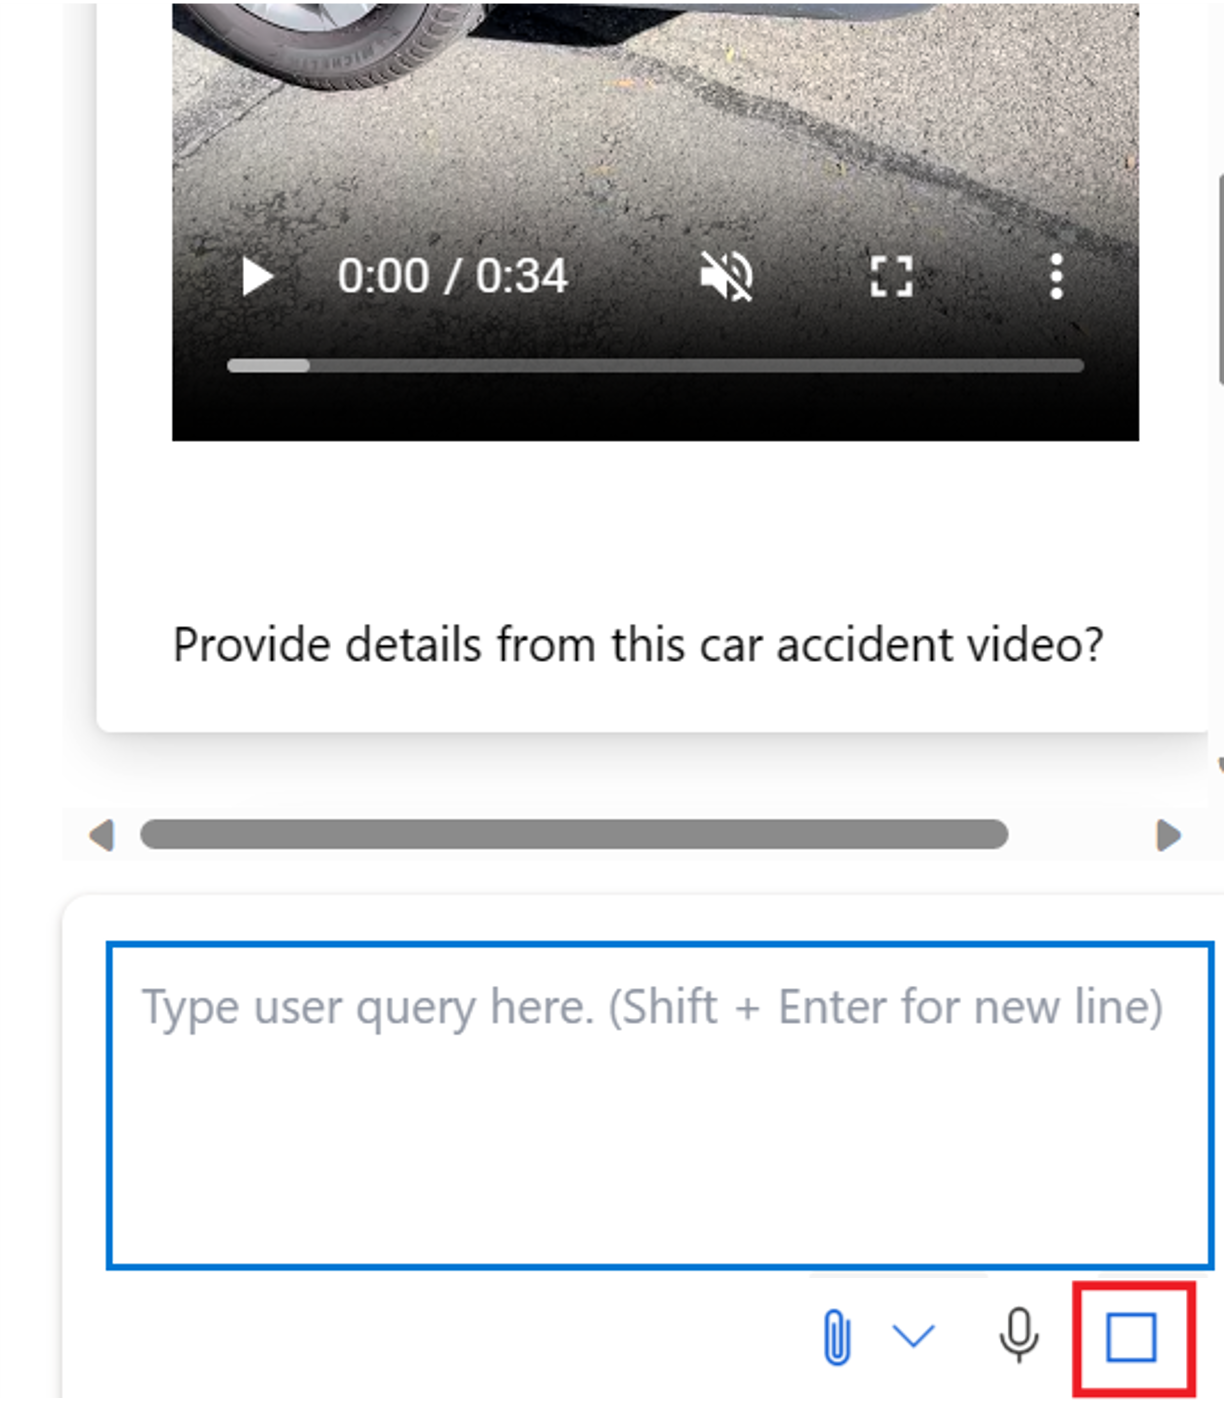 MICHELIN
0:00 / 0:34
Provide details from this car accident video?
Type user query here. (Shift + Enter for new line)